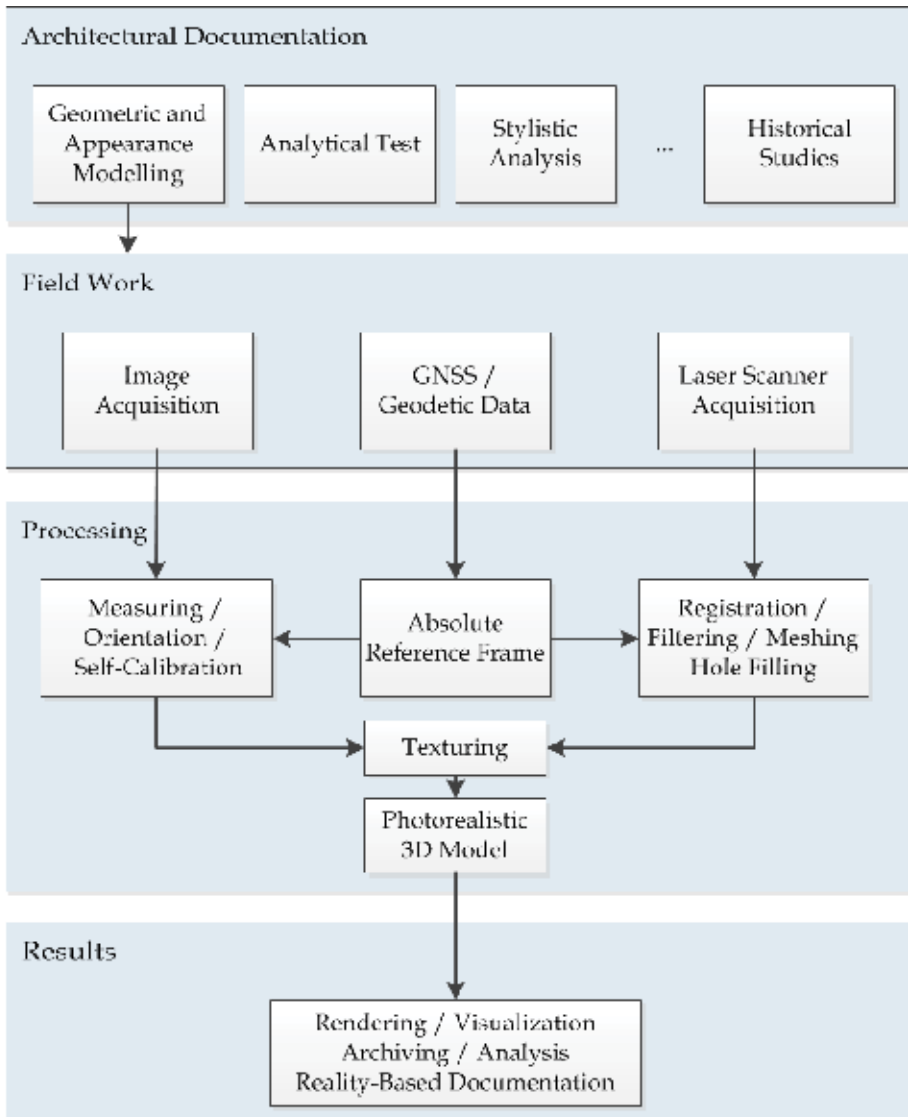 Architectural Documentation
Geometric and
Appearance
Modelling
Analytical Test
Stylistic
Analysis
...
Historical
Studies
Field Work
Image
Acquisition
GNSS /
Geodetic Data
Laser Scanner
Acquisition
Processing
Measuring /
Orientation /
Self-Calibration
Absolute
Reference Frame
Registration /
Filtering / Meshing
Hole Filling
Texturing
Photorealistic
3D Model
Results
Rendering / Visualization
Archiving / Analysis
Reality-Based Documentation